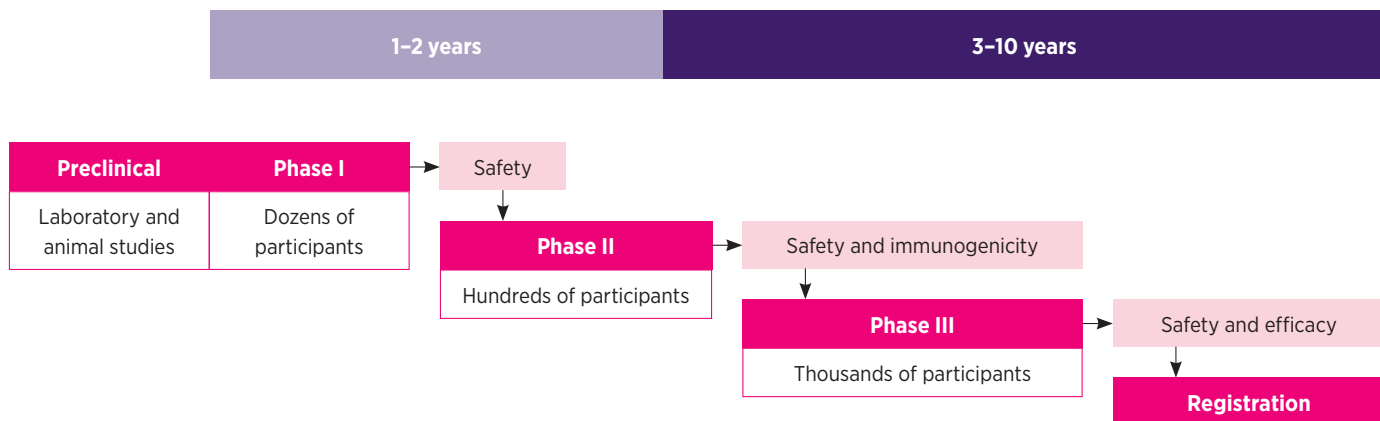 1–2 years
3–10 years
Preclinical
Laboratory and
animal studies
Phase I
Dozens of
participants
Safety
Phase II
Hundreds of participants
Safety and immunogenicity
Phase III
Thousands of participants
Safety and efficacy
Registration